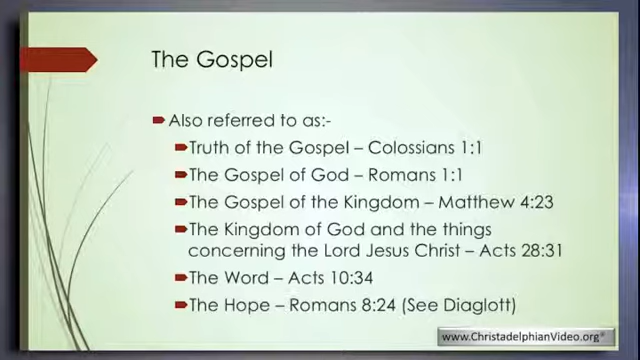 The Gospel
Also referred to as:-
Truth of the Gospel – Colossians 1:1
The Gospel of God – Romans 1:1
The Gospel of the Kingdom – Matthew 4:23
The Kingdom of God and the things
concerning the Lord Jesus Christ – Acts 28:31
The Word – Acts 10:34
The Hope – Romans 8:24 (See Diaglott)
www.ChristadelphianVideo.org®